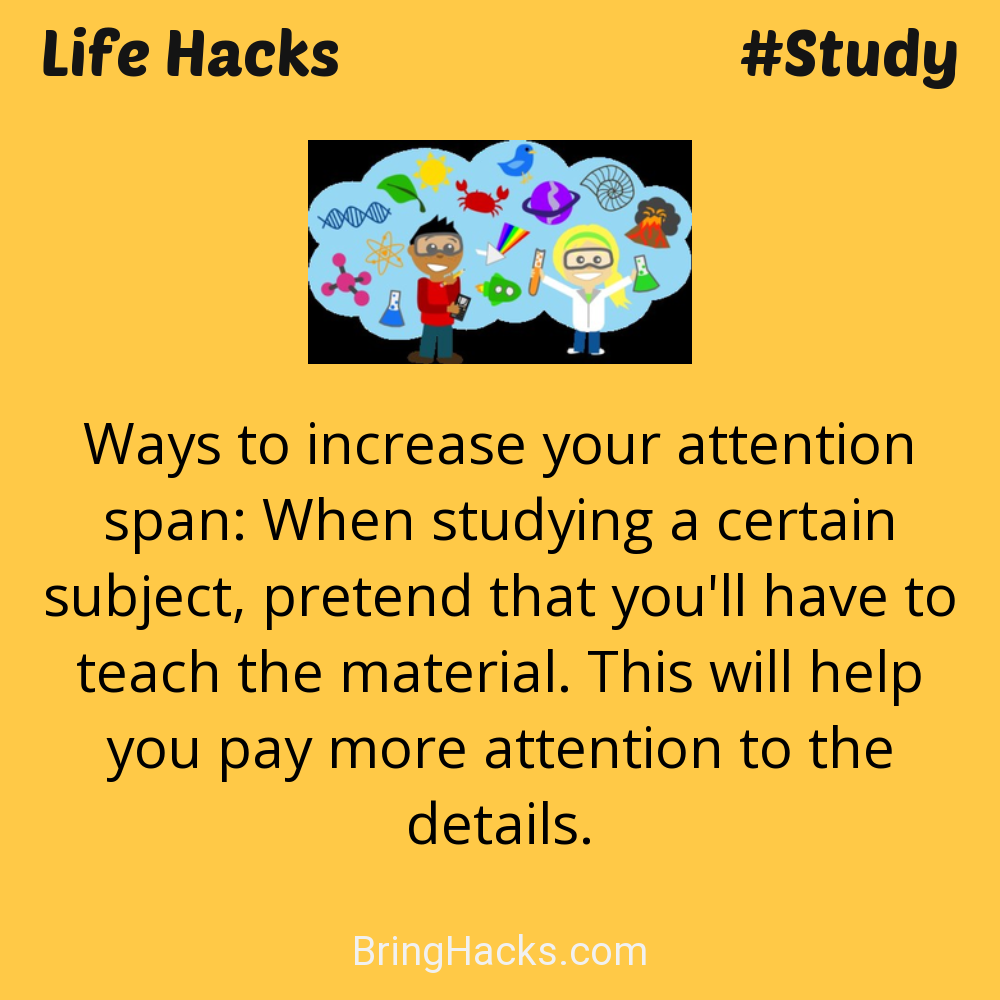 Life Hacks
#Study
Ways to increase your attention
span: When studying a certain
subject, pretend that you'll have to
teach the material. This will help
you pay more attention to the
details.
BringHacks.com